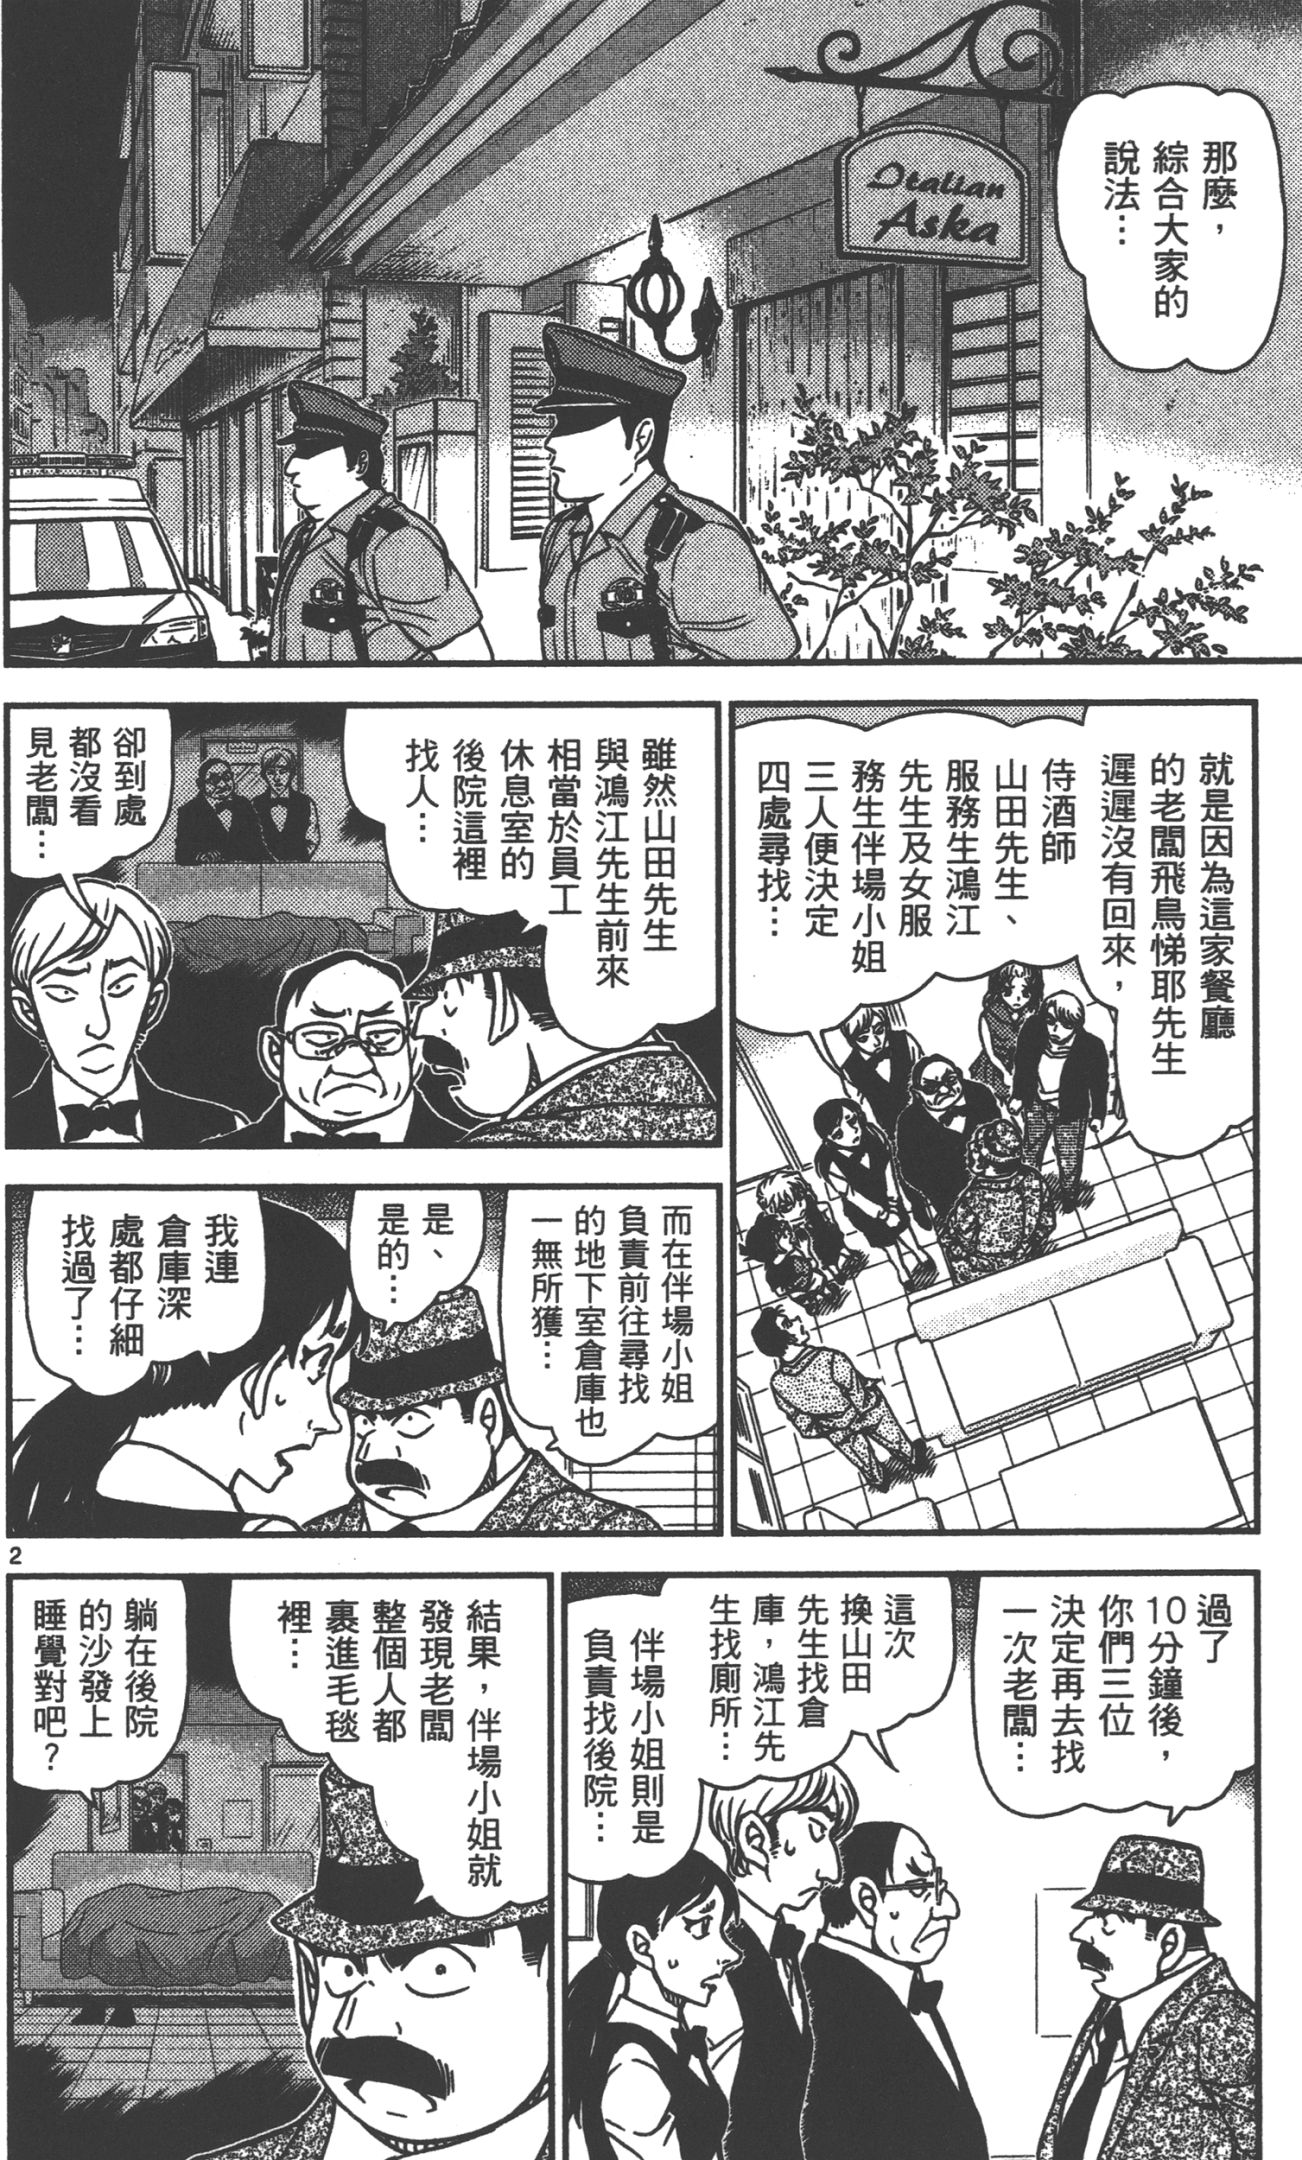 那麼，
綜合大家的
說法…
Italian
Aska
就是因為這家餐廳
的老闆飛鳥悌耶先生
遲遲沒有回來，
侍酒師
山田先生、
服務生鴻江
先生及女服
務生伴場小姐
三人便決定
四處尋找…
雖然山田先生
與鴻江先生前來
相當於員工
休息室的
後院這裡
找人…
卻到處
都沒看
見老闆…
而在伴場小姐
負責前往尋找
的地下室倉庫也
一無所獲…
是、
是的…
我連
倉庫深
處都仔細
找過了…
2
過了
10分鐘後，
你們三位
決定再去找
一次老闆…
這次
換山田
先生找倉
庫，鴻江先
生找廁所…
伴場小姐則是
負責找後院…
結果，伴場小姐就
發現老闆
整個人都
裹進毛毯
裡…
躺在後院
的沙發上
睡覺對吧？